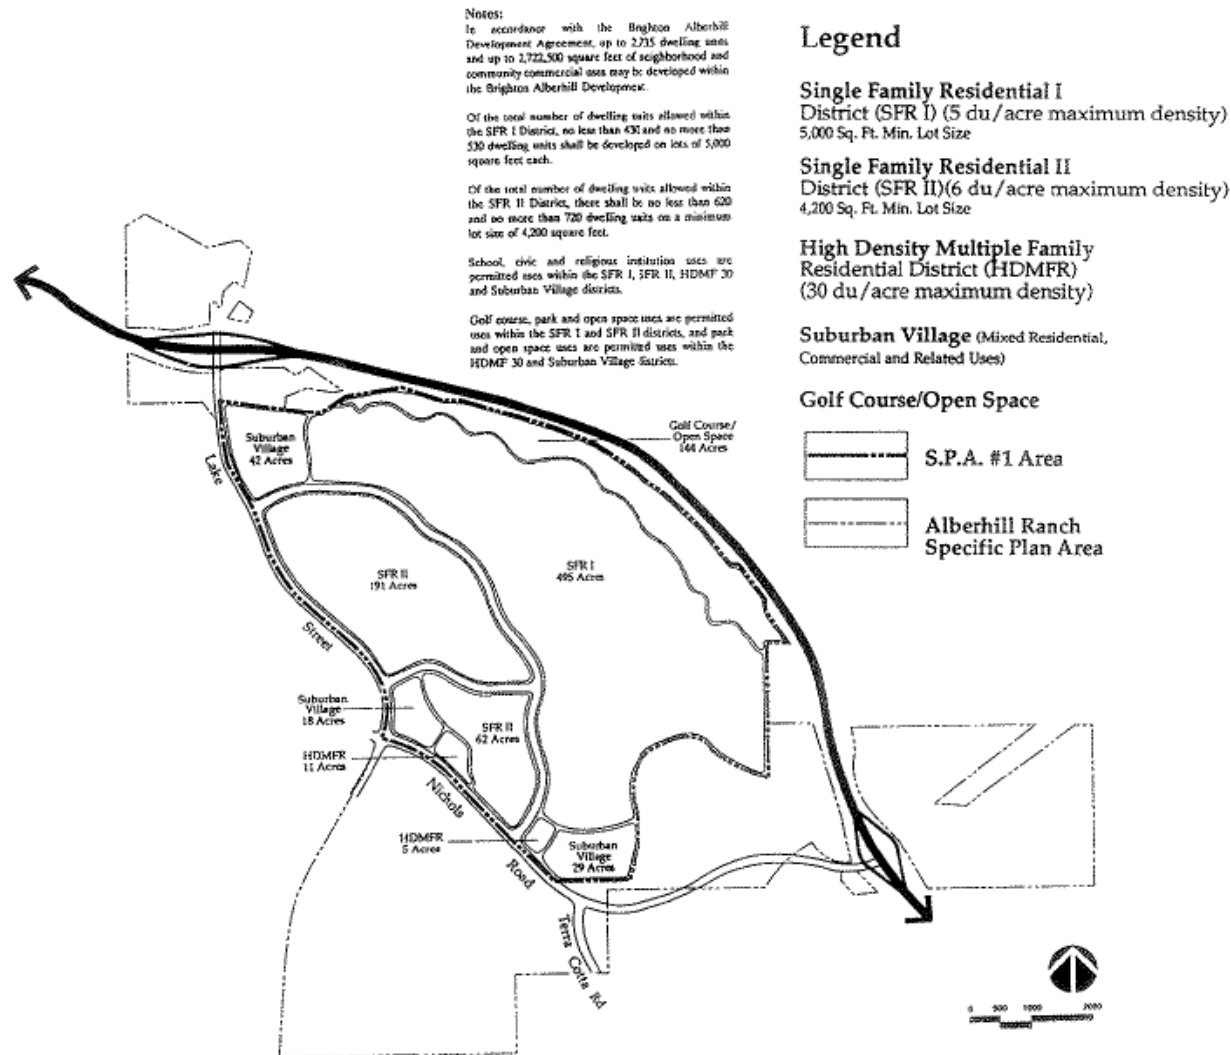 Notes:
In accordance with the Brighton Alberhill
Development Agreement, up to 2,735 dwelling units
and up to 2,722,500 square feet of neighborhood and
community commercial uses may be developed within
the Brighton Alberhill Development.
Of the total number of dwelling units allowed within
the SFR I District, no less than 430 and no more than
530 dwelling units shall be developed on lots of 5,000
square feet each.
Of the total number of dwelling units allowed within
the SFR II District, there shall be no less than 620
and no more than 720 dwelling units on a minimum
lot size of 4,200 square feet.
School, civic and religious institution uses are
permitted uses within the SFR I, SFR II, HDMF 30
and Suburban Village districts.
Golf course, park and open space uses are permitted
uses within the SFR I and SFR II districts, and park
and open space uses are permitted uses within the
HDMF 30 and Suburban Village districts.
Legend
Single Family Residential I
District (SFR I) (5 du/acre maximum density)
5,000 Sq. Ft. Min. Lot Size
Single Family Residential II
District (SFR II)(6 du/acre maximum density)
4,200 Sq. Ft. Min. Lot Size
High Density Multiple Family
Residential District (HDMFR)
(30 du/acre maximum density)
Suburban Village (Mixed Residential,
Commercial and Related Uses)
Golf Course/Open Space
S.P.A. #1 Area
Alberhill Ranch
Specific Plan Area
Golf Course/
Open Space
144 Acres
Suburban
Village
42 Acres
Lake
Street
SFR II
191 Acres
SFR I
495 Acres
Suburban
Village
18 Acres
SFR II
62 Acres
HDMFR
11 Acres
Nichols
Road
HDMFR
5 Acres
Suburban
Village
29 Acres
Terra Cotta Rd
0 500 1000 2000